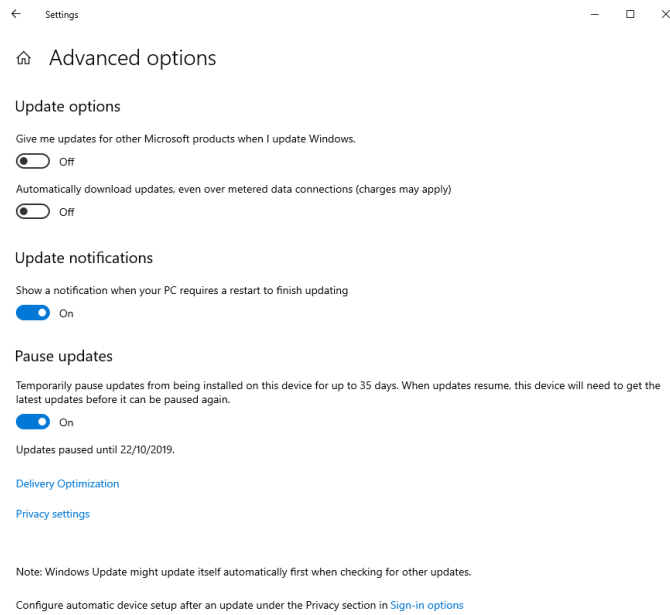 Settings
Advanced options
Update options
Give me updates for other Microsoft products when I update Windows.
Off
Automatically download updates, even over metered data connections (charges may apply)
Off
Update notifications
Show a notification when your PC requires a restart to finish updating
On
Pause updates
Temporarily pause updates from being installed on this device for up to 35 days. When updates resume, this device will need to get the
latest updates before it can be paused again.
On
Updates paused until 22/10/2019.
Delivery Optimization
Privacy settings
Note: Windows Update might update itself automatically first when checking for other updates.
Configure automatic device setup after an update under the Privacy section in Sign-in options